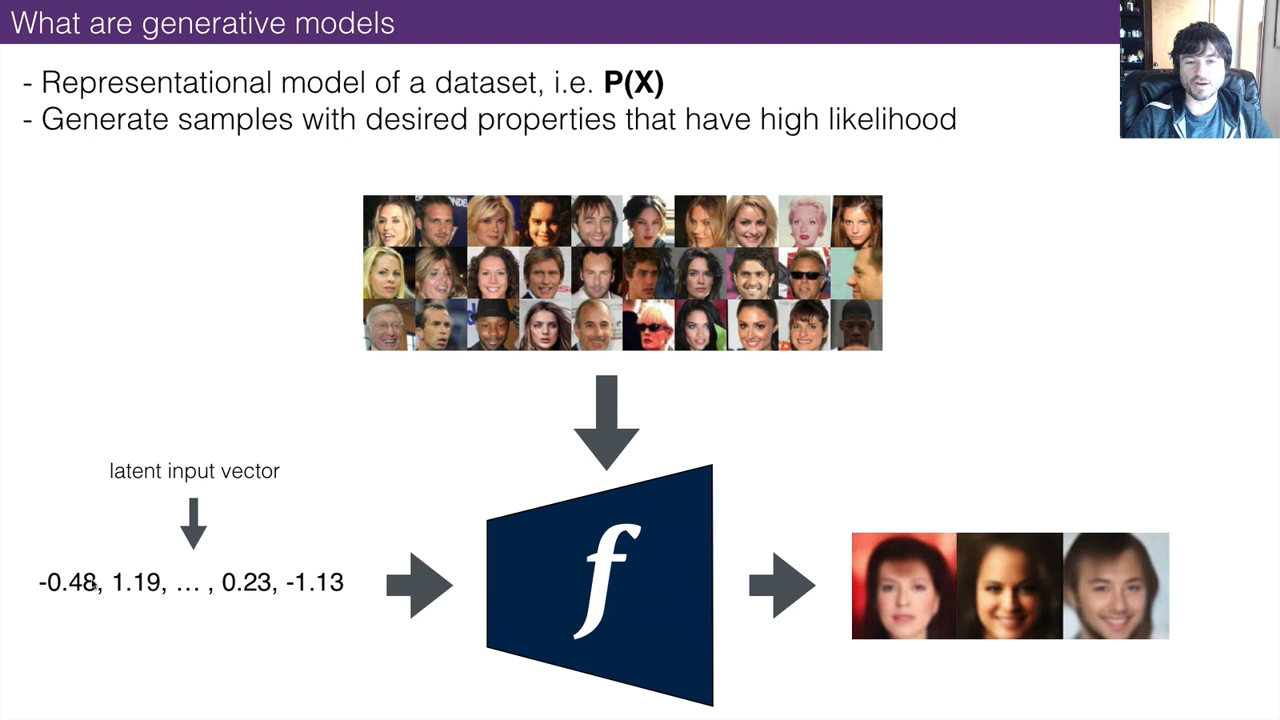 What are generative models
- Representational model of a dataset, i.e. P(X)
- Generate samples with desired properties that have high likelihood
latent input vector
-0.48, 1.19, … , 0.23, -1.13
f